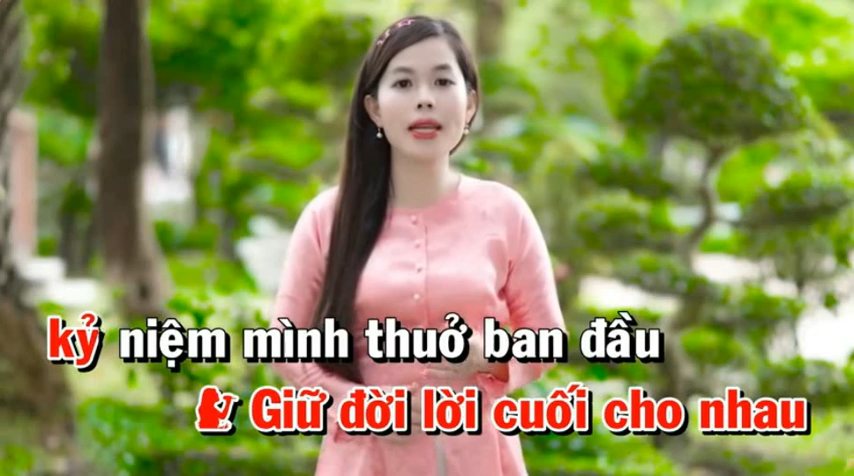 kỷ niệm mình thuở ban đầu
& Giữ đời lời cuối cho nhau